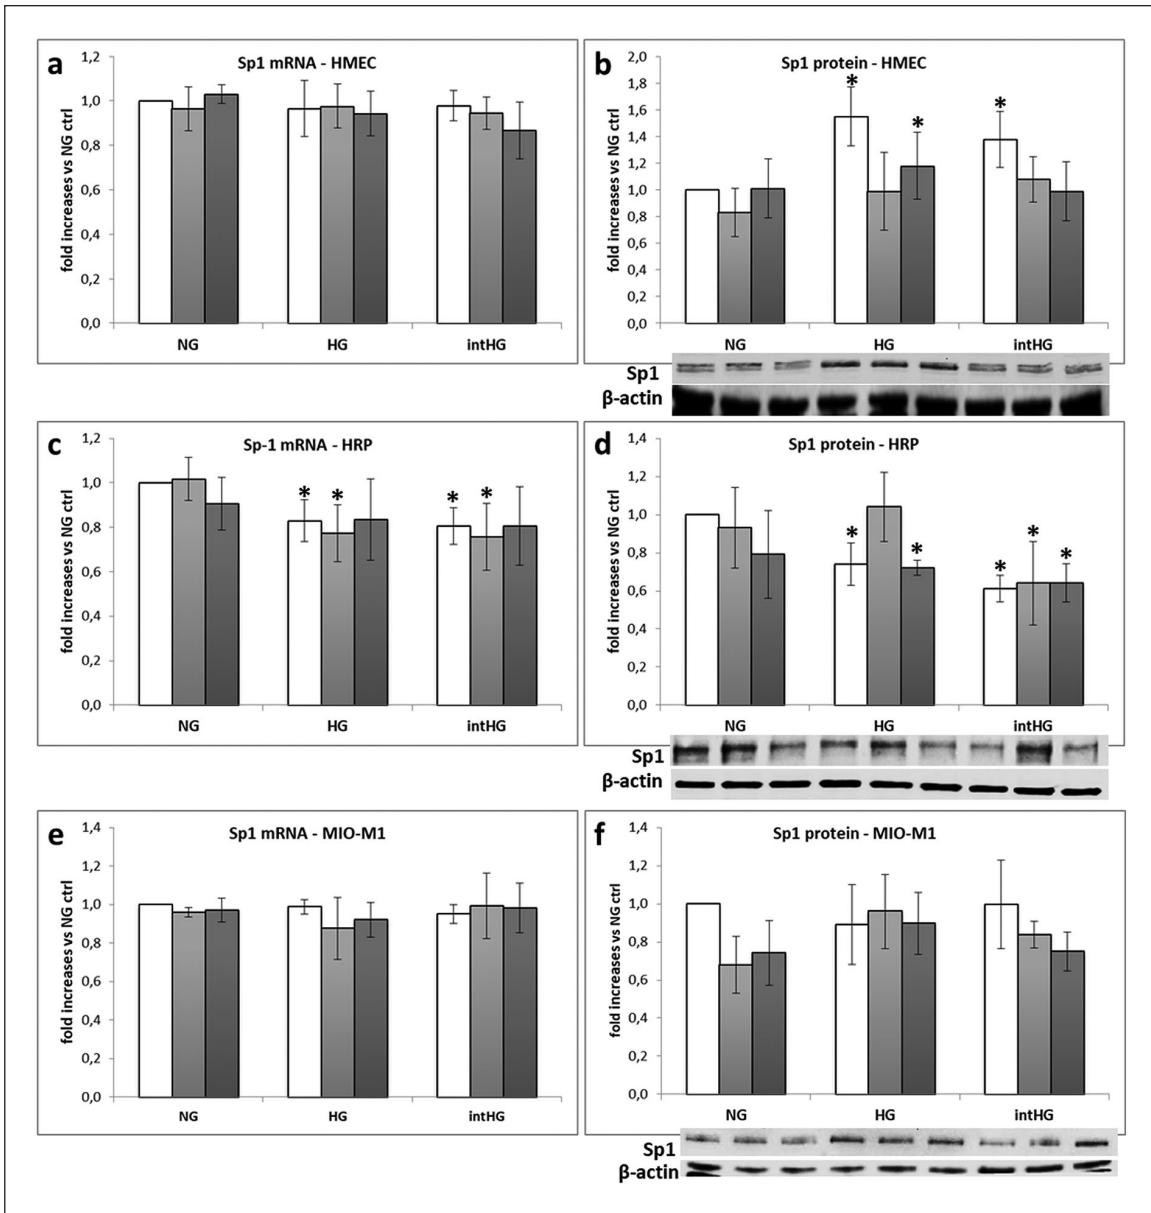 a
Sp1 mRNA - HMEC
fold increases vs NG ctrl
1,2
1,0
0,8
0,6
0,4
0,2
0,0
NG HG intHG
b
Sp1 protein - HMEC
fold increases vs NG ctrl
2,0
1,8
1,6
1,4
1,2
1,0
0,8
0,6
0,4
0,2
0,0
* * *
NG HG intHG
Sp1
β-actin
c
Sp-1 mRNA - HRP
fold increases vs NG ctrl
1,2
1,0
0,8
0,6
0,4
0,2
0,0
* * * *
NG HG intHG
d
Sp1 protein - HRP
fold increases vs NG ctrl
1,4
1,2
1,0
0,8
0,6
0,4
0,2
0,0
* * * * *
NG HG intHG
Sp1
β-actin
e
Sp1 mRNA - MIO-M1
fold increases vs NG ctrl
1,4
1,2
1,0
0,8
0,6
0,4
0,2
0,0
NG HG intHG
f
Sp1 protein - MIO-M1
fold increases vs NG ctrl
1,4
1,2
1,0
0,8
0,6
0,4
0,2
0,0
NG HG intHG
Sp1
β-actin